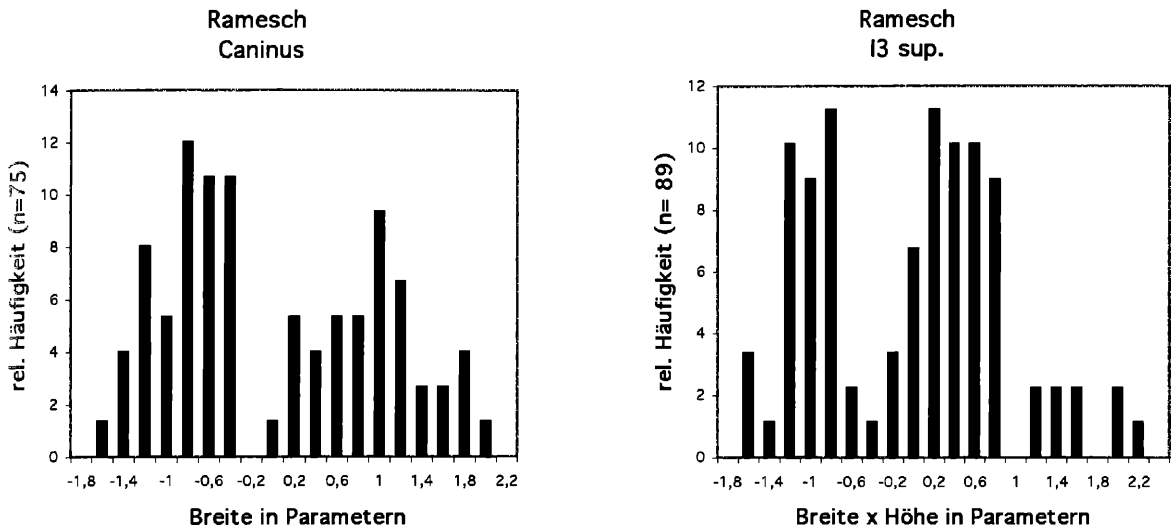 Ramesch
Caninus
rel. Häufigkeit (n=75)
14
12
10
8
6
4
2
0
-1,8 -1,4 -1 -0,6 -0,2 0,2 0,6 1 1,4 1,8 2,2
Breite in Parametern
Ramesch
I3 sup.
rel. Häufigkeit (n= 89)
12
10
8
6
4
2
0
-1,8 -1,4 -1 -0,6 -0,2 0,2 0,6 1 1,4 1,8 2,2
Breite x Höhe in Parametern